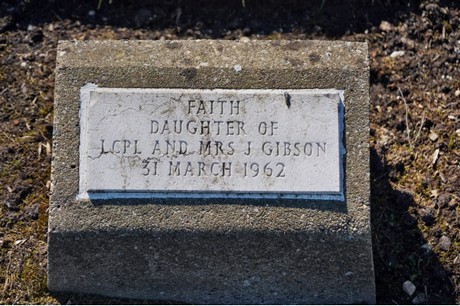 FAITH
DAUGHTER OF
LCPL AND MRS J GIBSON
31 MARCH 1962